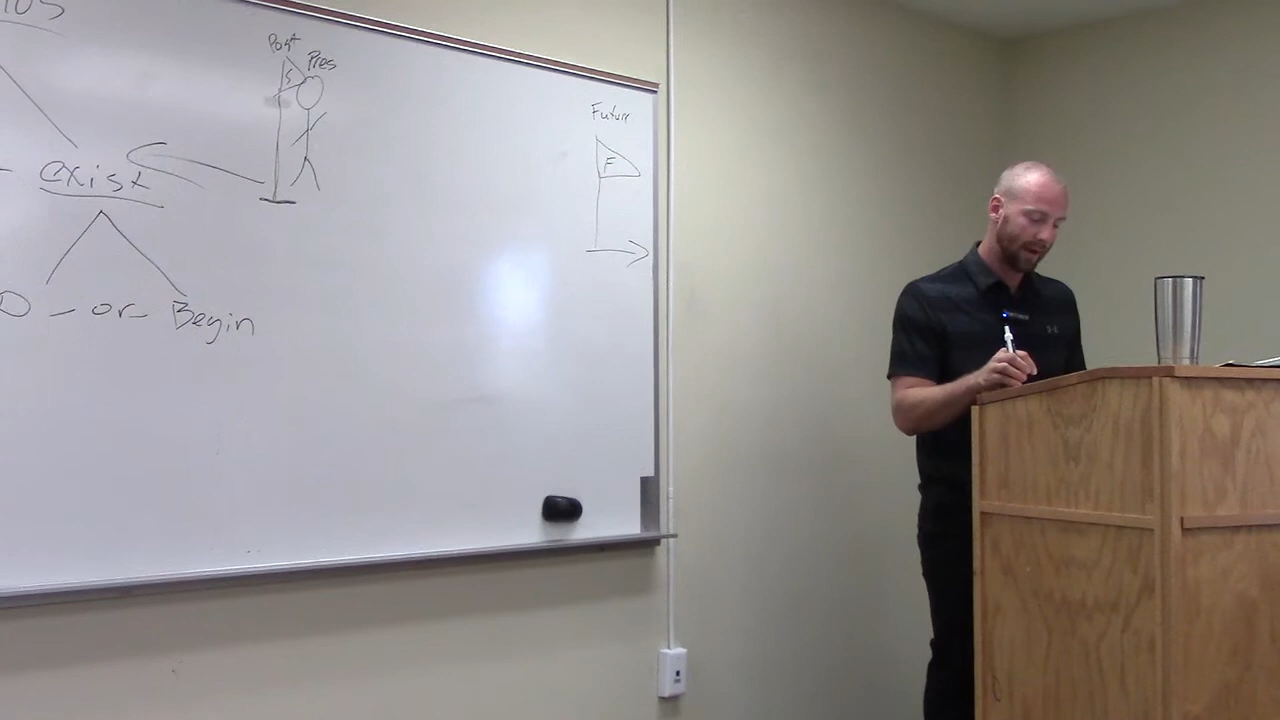 Past
Pres
S
Future
F
exist
- or - Begin